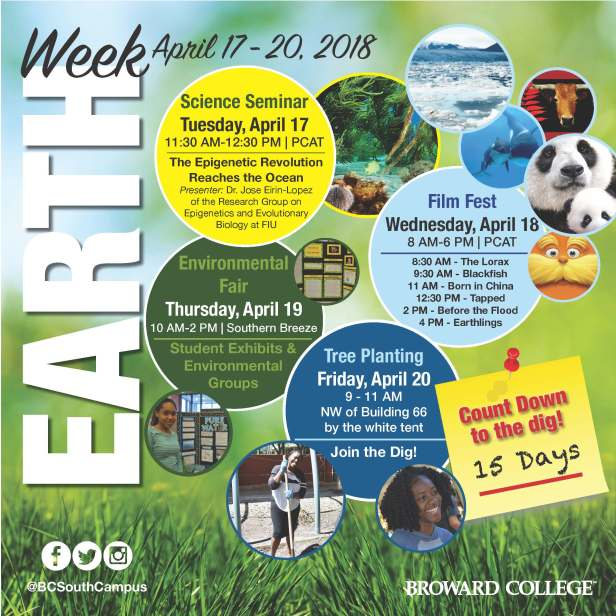 EARTH
Week April 17 - 20, 2018
Science Seminar
Tuesday, April 17
11:30 AM-12:30 PM | PCAT
The Epigenetic Revolution
Reaches the Ocean
Presenter: Dr. Jose Eirin-Lopez
of the Research Group on
Epigenetics and Evolutionary
Biology at FIU
Film Fest
Wednesday, April 18
8 AM-6 PM | PCAT
8:30 AM - The Lorax
9:30 AM - Blackfish
11 AM - Born in China
12:30 PM - Tapped
2 PM - Before the Flood
4 PM - Earthlings
Environmental
Fair
Thursday, April 19
10 AM-2 PM | Southern Breeze
Student Exhibits &
Environmental
Groups
Tree Planting
Friday, April 20
9 - 11 AM
NW of Building 66
by the white tent
Join the Dig!
Count Down
to the dig!
15 Days
PURE
WATER
@BCSouthCampus
BROWARD COLLEGE